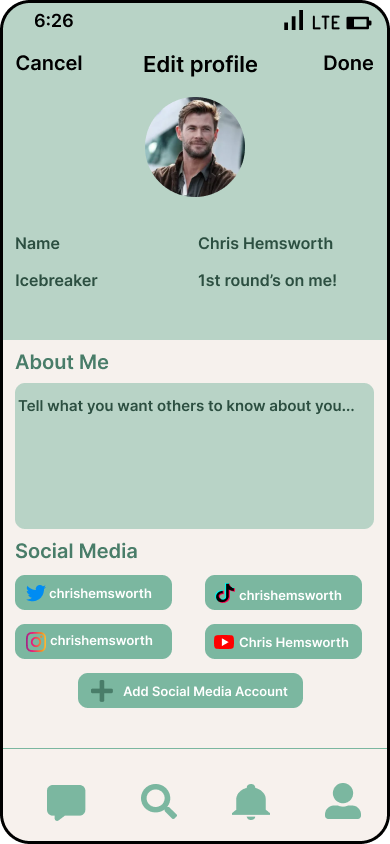 6:26 LTE
Cancel Edit profile Done
Name Chris Hemsworth
Icebreaker 1st round’s on me!
About Me
Tell what you want others to know about you...
Social Media
chrishemsworth chrishemsworth
chrishemsworth Chris Hemsworth
Add Social Media Account